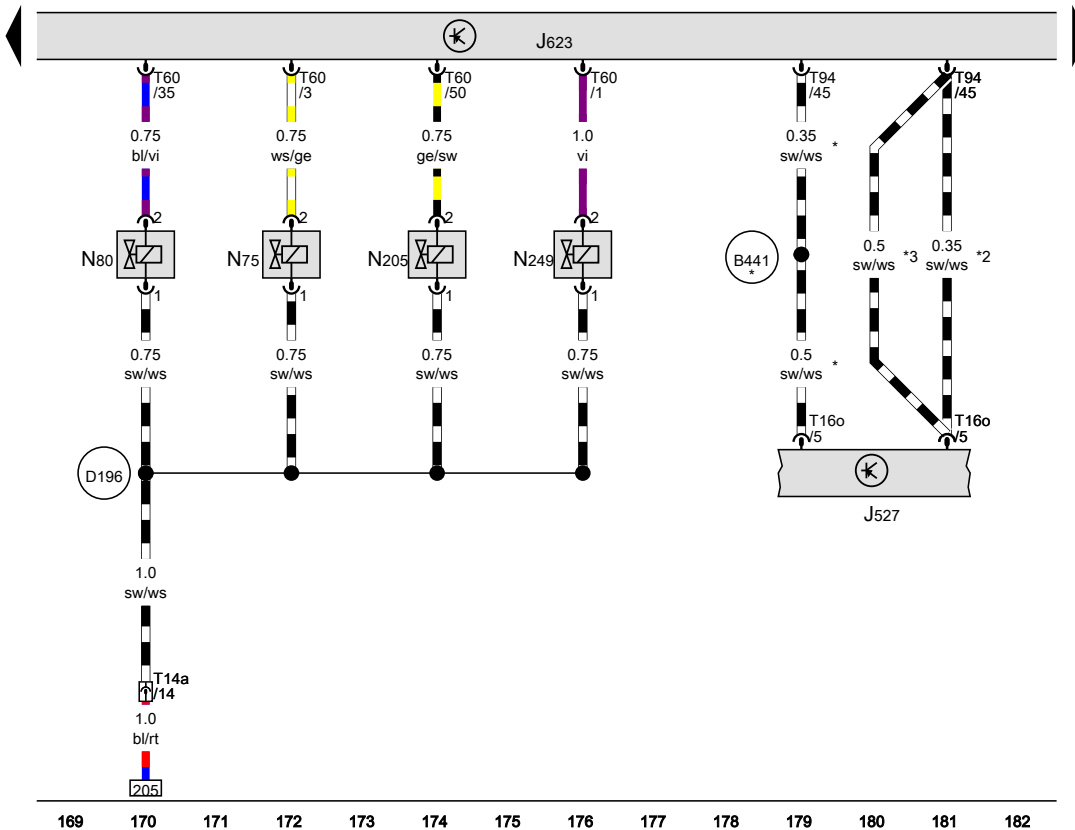 J623
T60 T60 T60 T60 T94 T94
/35 /3 /50 /1 /45 /45
0.75 0.75 0.75 1.0 0.35
bl/vi ws/ge ge/sw vi sw/ws *
2 2 2 2
N80 N75 N205 N249 B441 * 0.5 sw/ws *3 0.35 sw/ws *2
1 1 1 1
0.75 0.75 0.75 0.75 0.5
sw/ws sw/ws sw/ws sw/ws sw/ws *
T16o T16o
/5 /5
D196
J527
1.0
sw/ws
T14a
/14
1.0
bl/rt
205
169 170 171 172 173 174 175 176 177 178 179 180 181 182